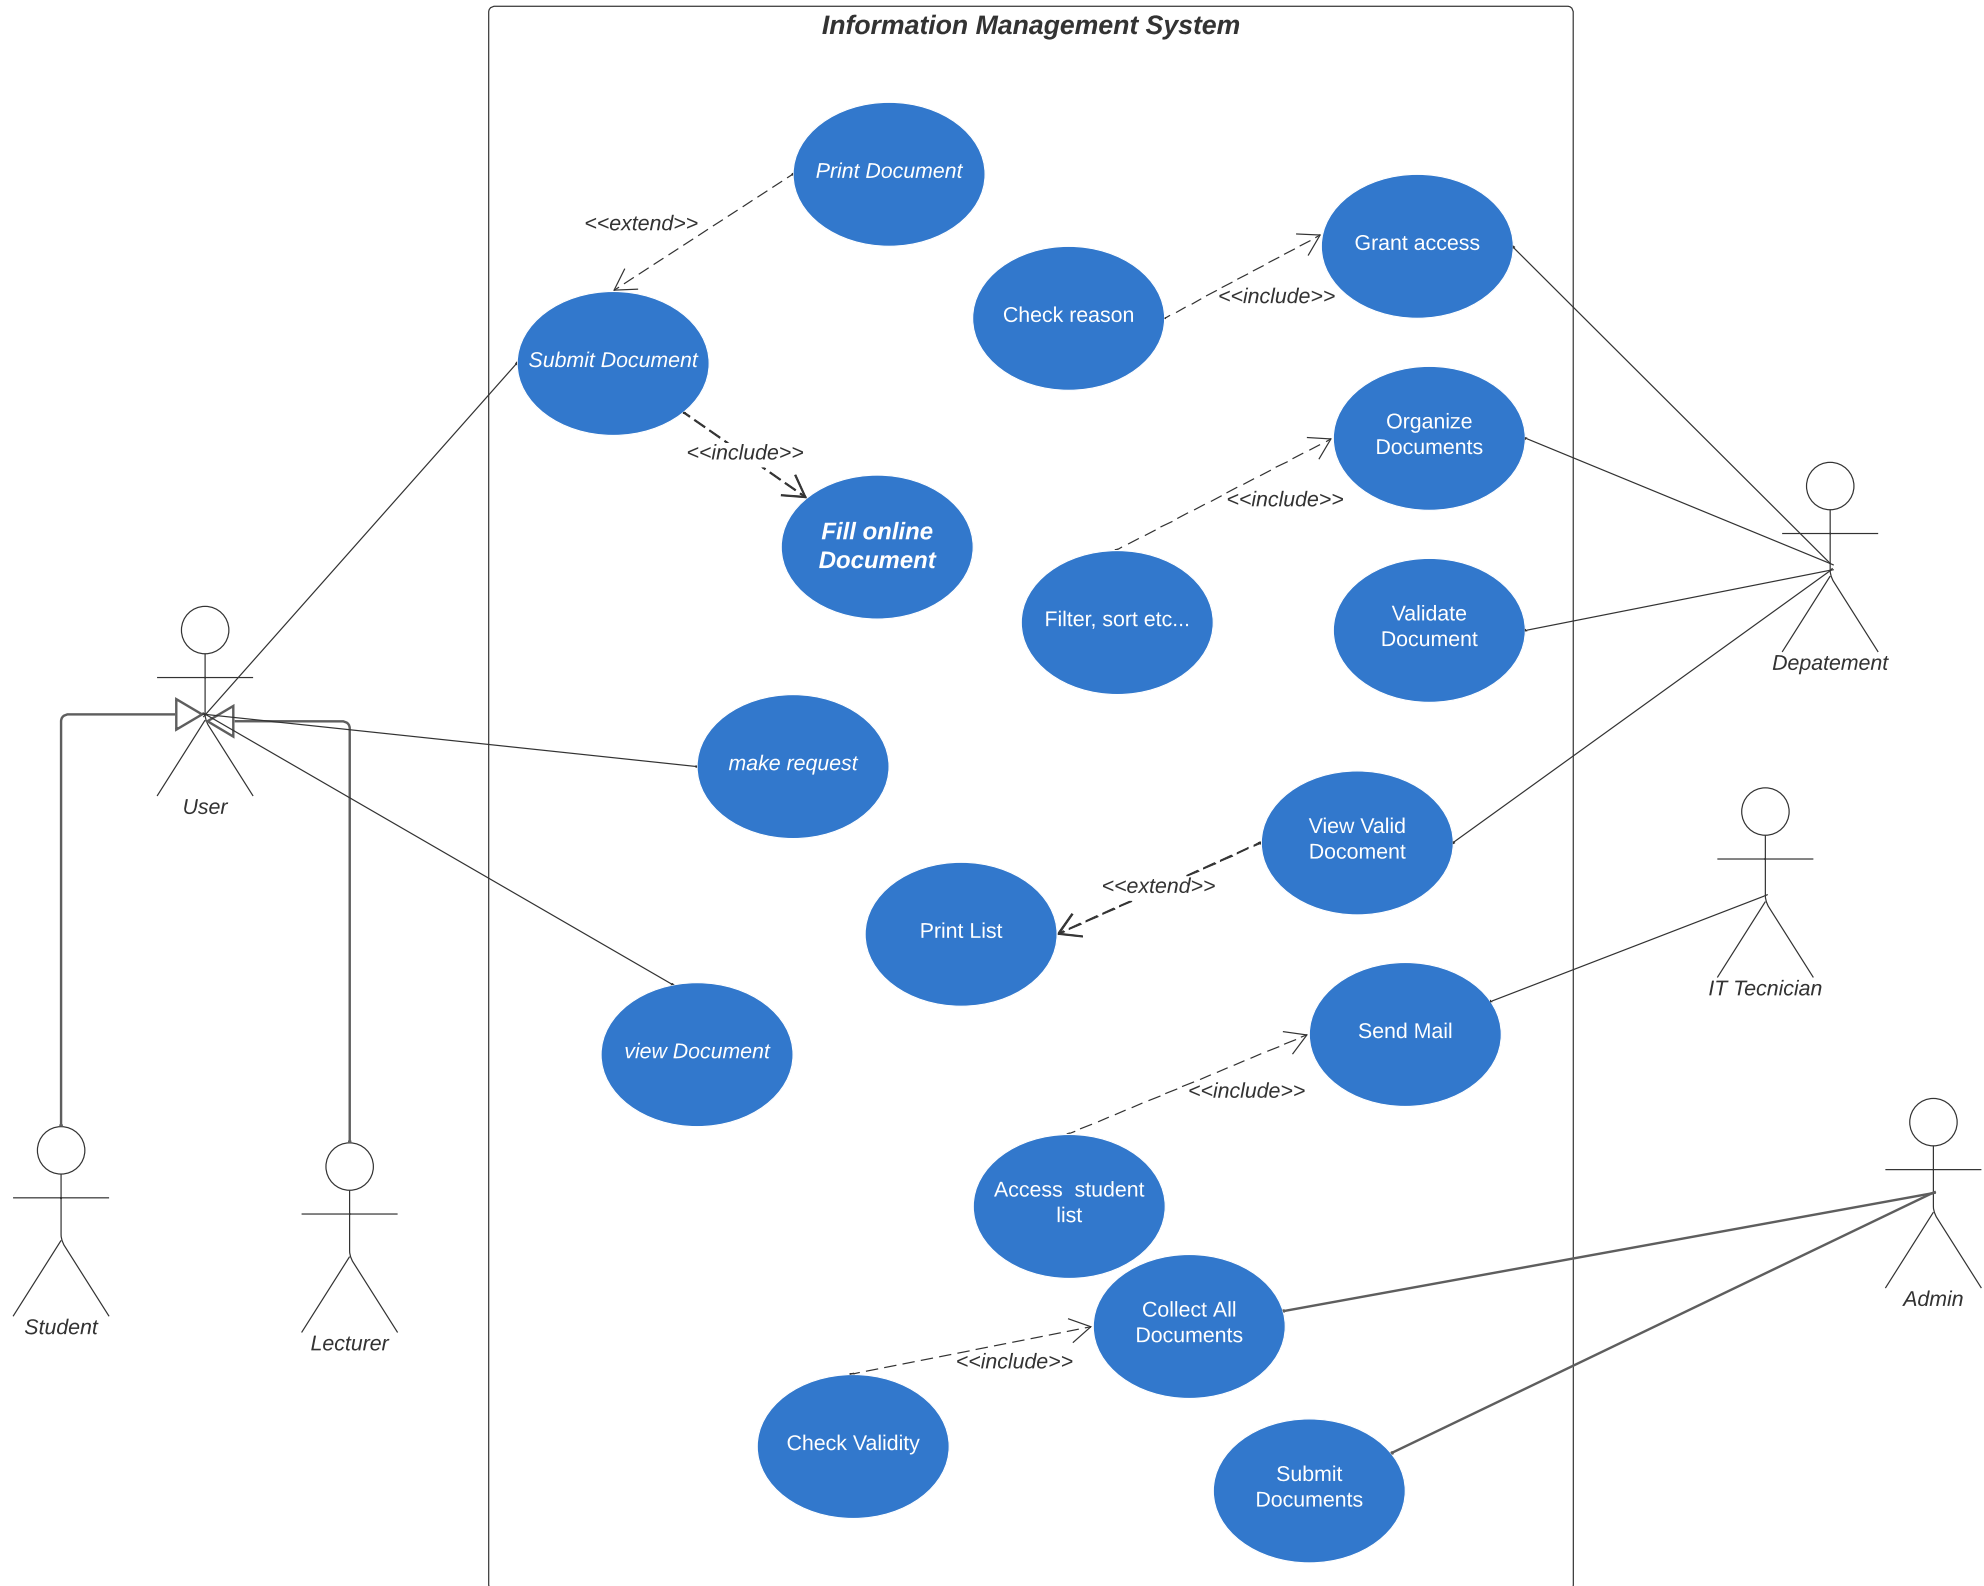 Information Management System
Print Document
<<extend>>
Grant access
<<include>>
Check reason
Submit Document
<<include>>
Organize
Documents
<<include>>
Fill online
Document
Filter, sort etc...
Validate
Document
Depatement
User
make request
View Valid
Docoment
<<extend>>
Print List
IT Tecnician
view Document
Send Mail
<<include>>
Access  student
list
Student
Lecturer
Collect All
Documents
<<include>>
Admin
Check Validity
Submit
Documents